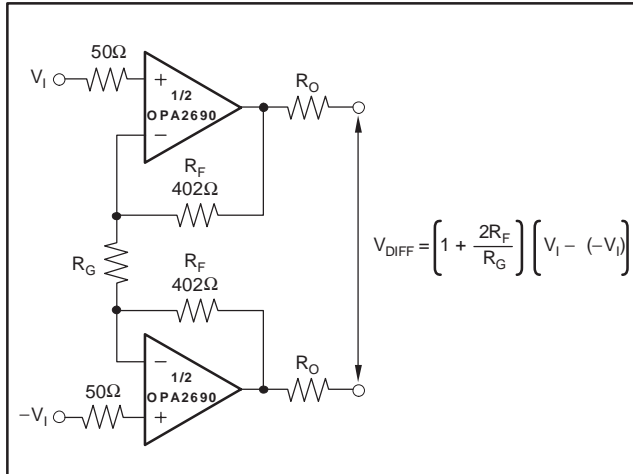 50Ω
V_I
+
1/2
OPA2690
−
R_O
R_F
402Ω
R_G
V_DIFF = [1 + 2R_F/R_G] [V_I − (−V_I)]
R_F
402Ω
−
1/2
OPA2690
+
R_O
50Ω
−V_I